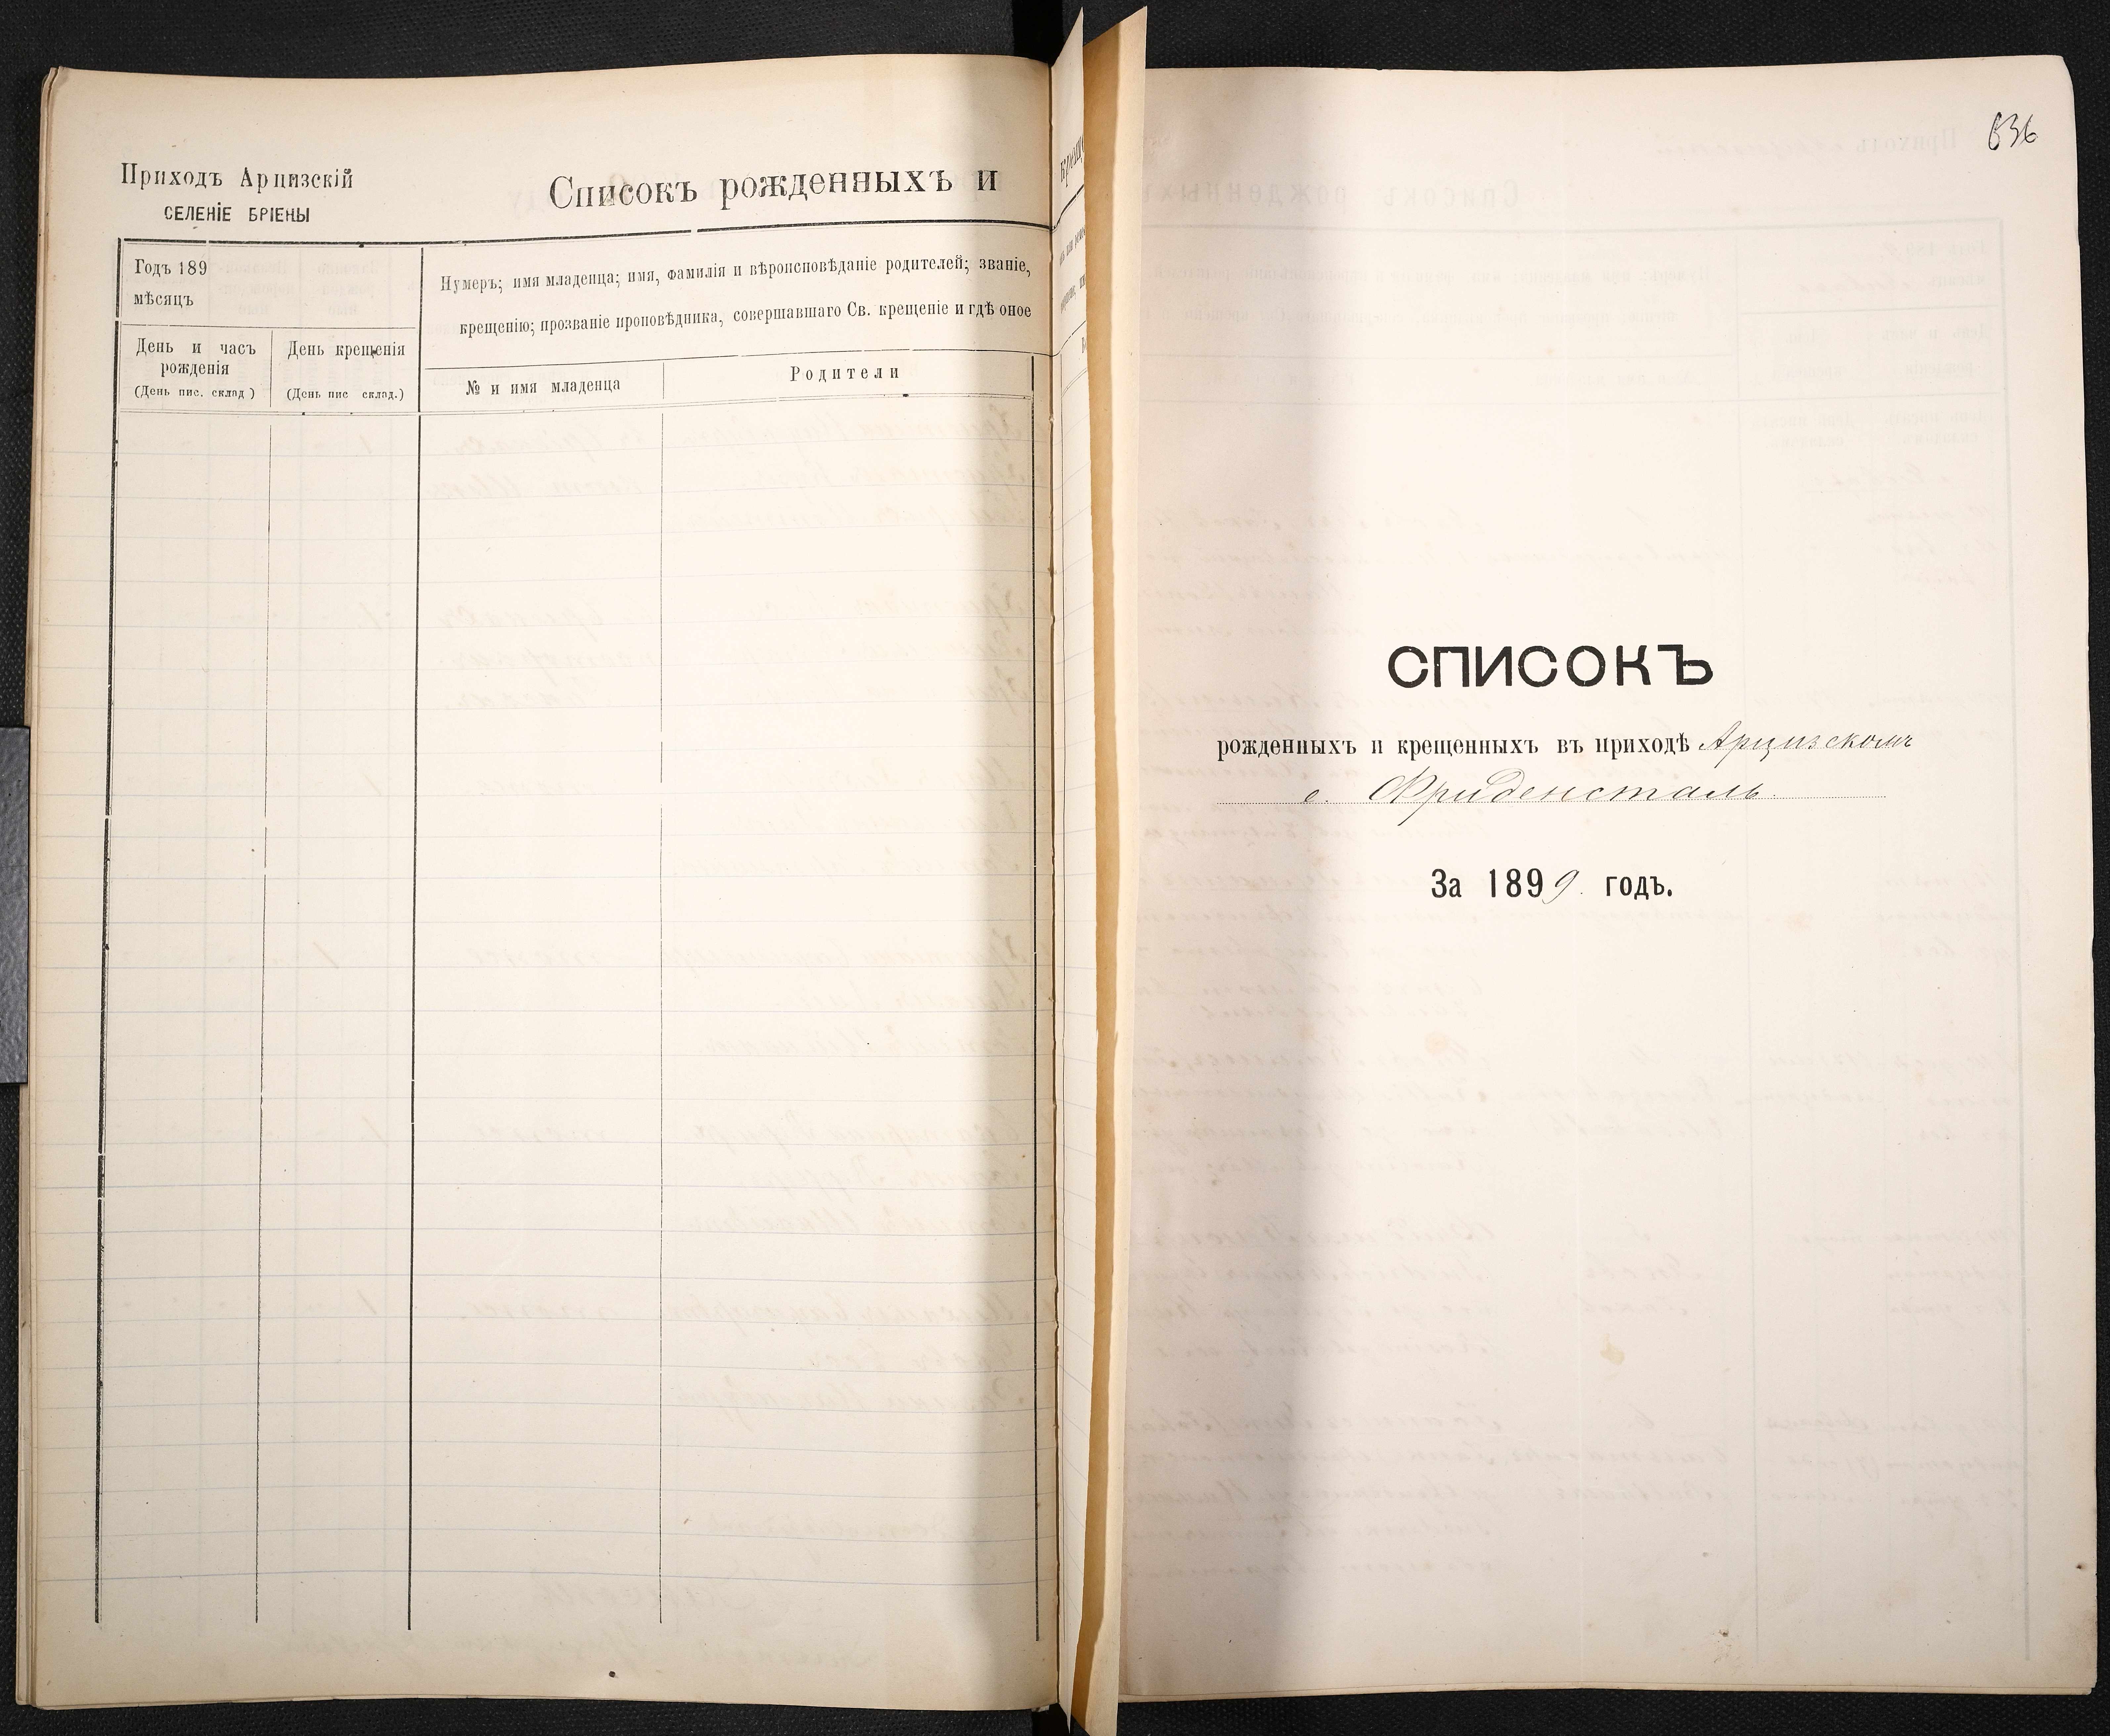 Приходъ Арцизскій
СЕЛЕНІЕ БРІЕНЫ
Списокъ рожденныхъ и
Годъ 189
мѣсяцъ
Нумеръ; имя младенца; имя, фамилія и вѣроисповѣданіе родителей; званіе,
крещенію; прозваніе проповѣдника, совершавшаго Св. крещеніе и гдѣ оное
День и часъ
рожденія
(День пис. склад )
День крещенія
(День пис склад.)
№ и имя младенца
Родители
636
СПИСОКЪ
рожденныхъ и крещенныхъ въ приходѣ Арцизскомъ
с. Фриденсталь.
За 1899. годъ.